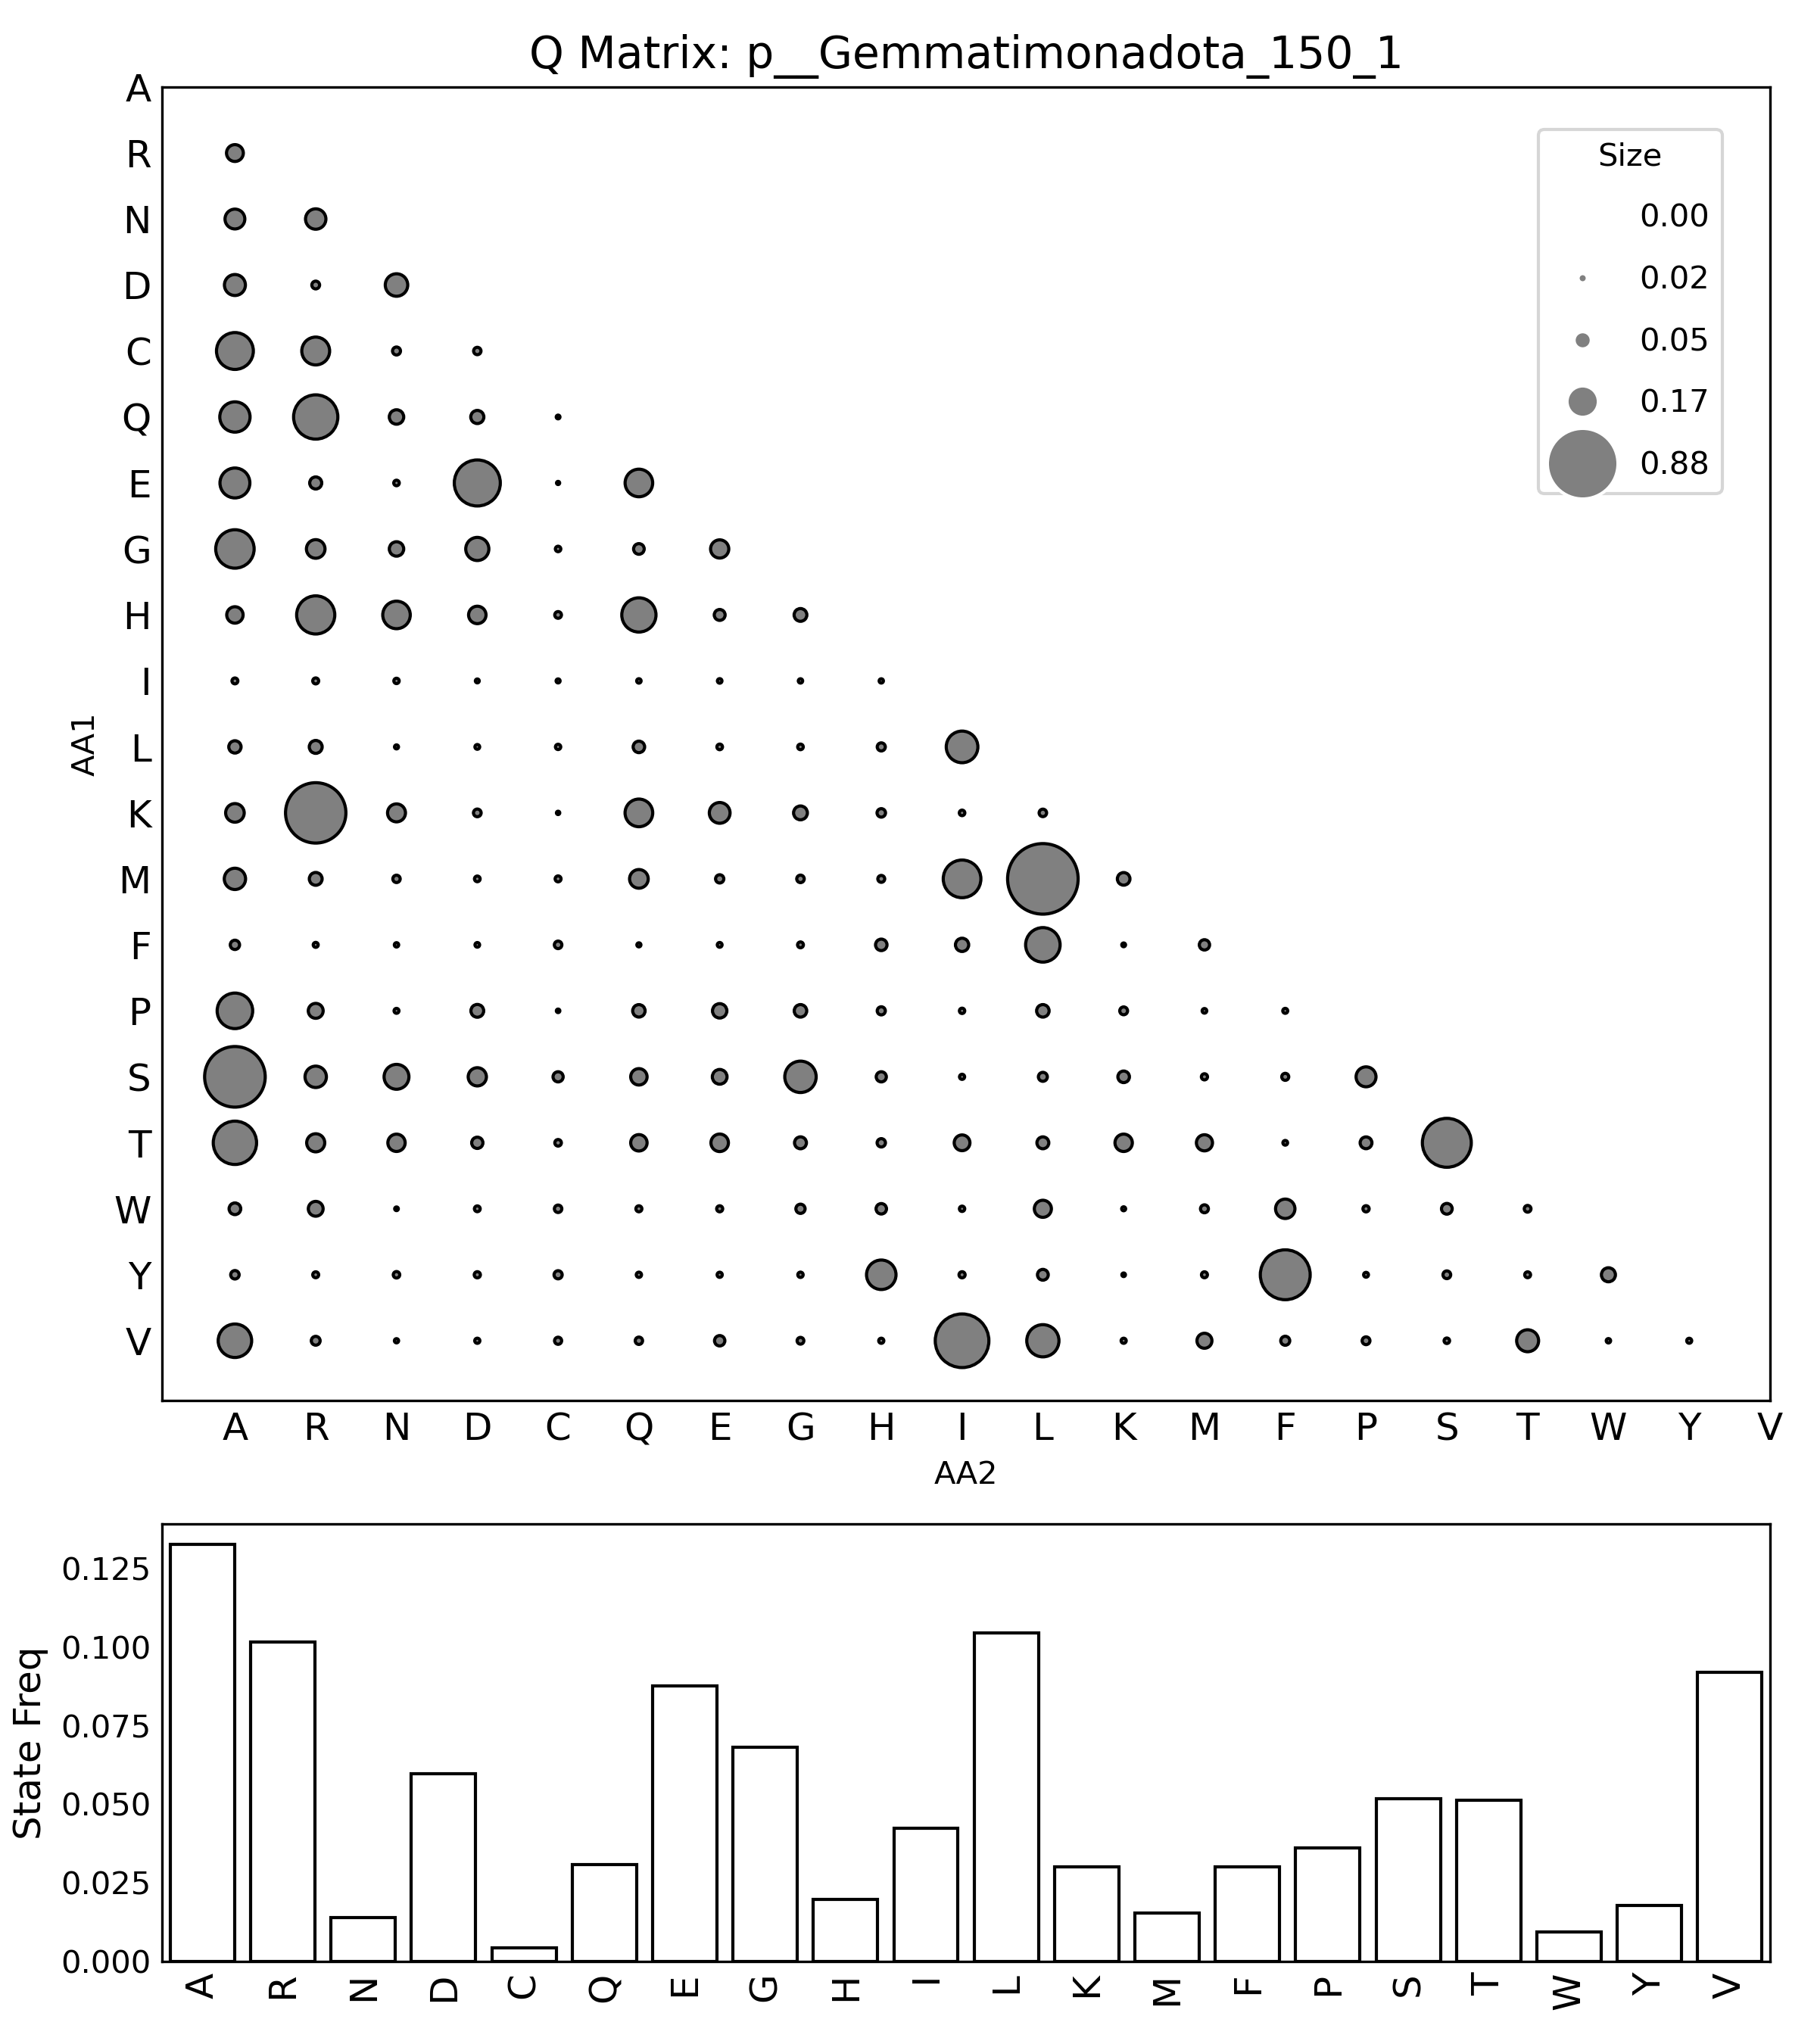 Q Matrix: p__Gemmatimonadota_150_1
A
R
N
D
C
Q
E
G
H
I
L
K
M
F
P
S
T
W
Y
V
AA1
Size
0.00
0.02
0.05
0.17
0.88
A R N D C Q E G H I L K M F P S T W Y V
AA2
State Freq
0.125
0.100
0.075
0.050
0.025
0.000
A R N D C Q E G H I L K M F P S T W Y V